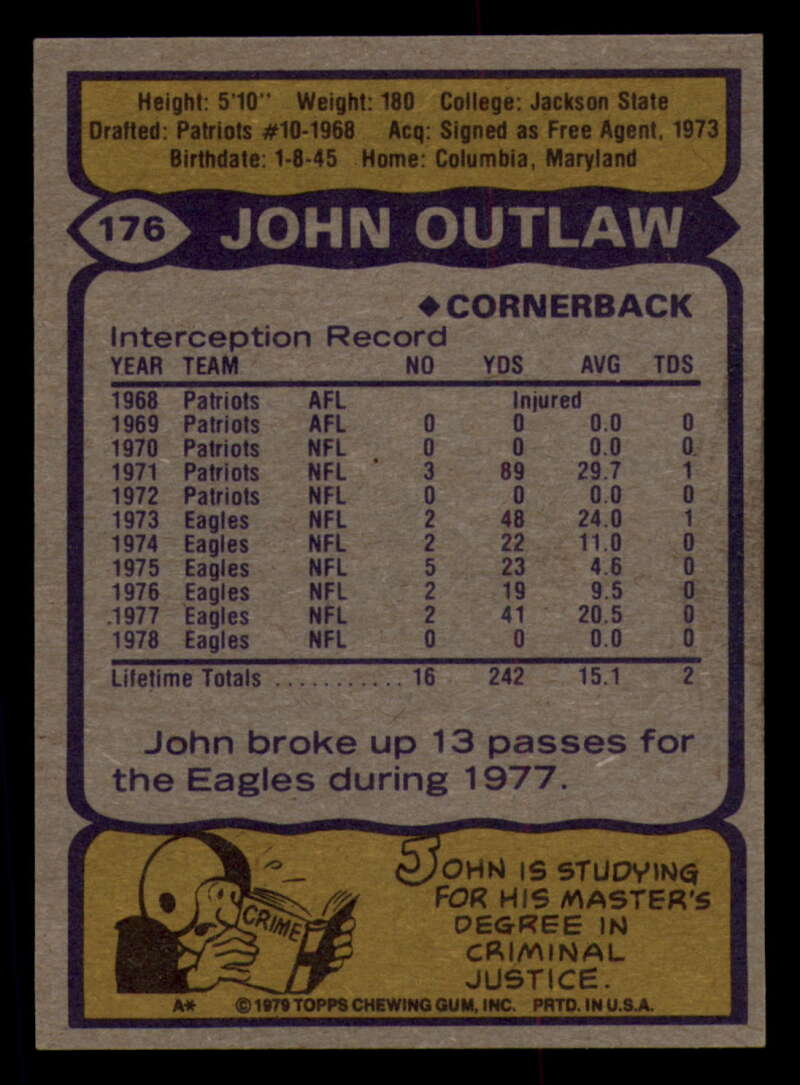 Height: 5'10" Weight: 180 College: Jackson State
Drafted: Patriots #10-1968 Acq: Signed as Free Agent, 1973
Birthdate: 1-8-45 Home: Columbia, Maryland
176 JOHN OUTLAW
◆CORNERBACK
Interception Record
YEAR TEAM NO YDS AVG TDS
1968 Patriots AFL Injured
1969 Patriots AFL 0 0 0.0 0
1970 Patriots NFL 0 0 0.0 0
1971 Patriots NFL 3 89 29.7 1
1972 Patriots NFL 0 0 0.0 0
1973 Eagles NFL 2 48 24.0 1
1974 Eagles NFL 2 22 11.0 0
1975 Eagles NFL 5 23 4.6 0
1976 Eagles NFL 2 19 9.5 0
1977 Eagles NFL 2 41 20.5 0
1978 Eagles NFL 0 0 0.0 0
Lifetime Totals ........... 16 242 15.1 2
John broke up 13 passes for
the Eagles during 1977.
CRIME
JOHN IS STUDYING
FOR HIS MASTER'S
DEGREE IN
CRIMINAL
JUSTICE.
A* ©1979 TOPPS CHEWING GUM, INC. PRTD. IN U.S.A.